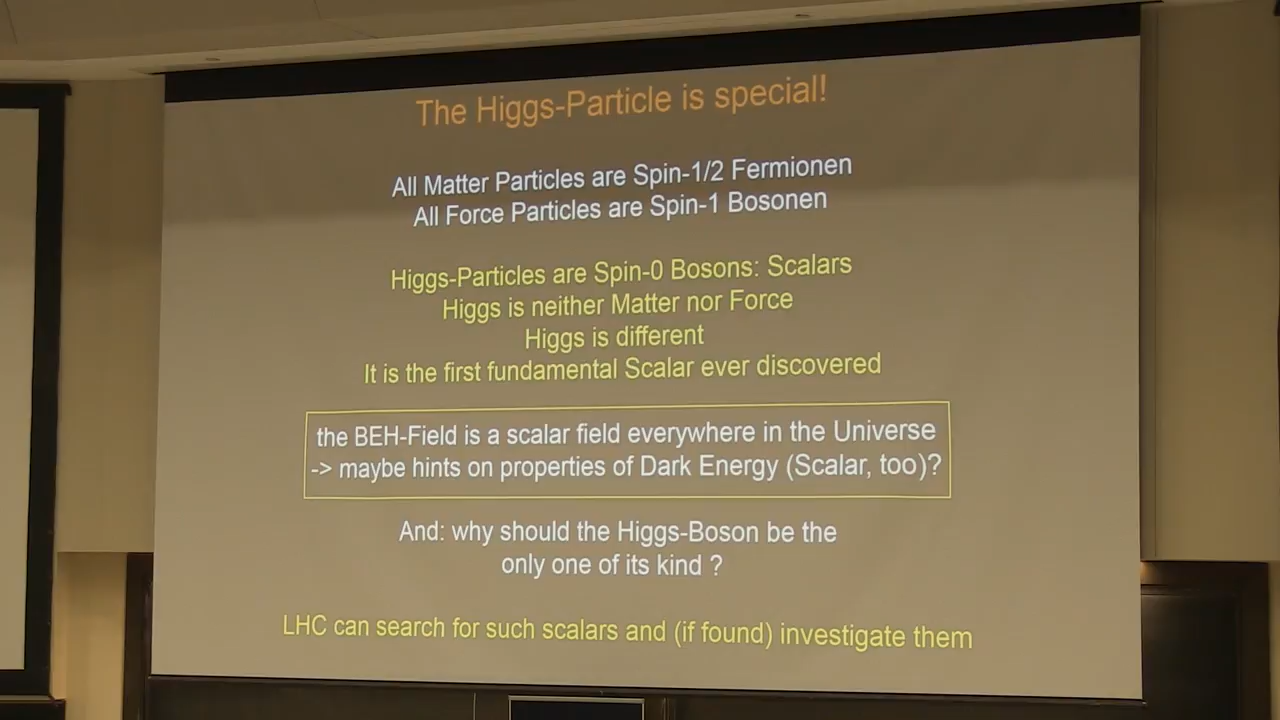 The Higgs-Particle is special!
All Matter Particles are Spin-1/2 Fermionen
All Force Particles are Spin-1 Bosonen
Higgs-Particles are Spin-0 Bosons: Scalars
Higgs is neither Matter nor Force
Higgs is different
It is the first fundamental Scalar ever discovered
the BEH-Field is a scalar field everywhere in the Universe
-> maybe hints on properties of Dark Energy (Scalar, too)?
And: why should the Higgs-Boson be the
only one of its kind ?
LHC can search for such scalars and (if found) investigate them